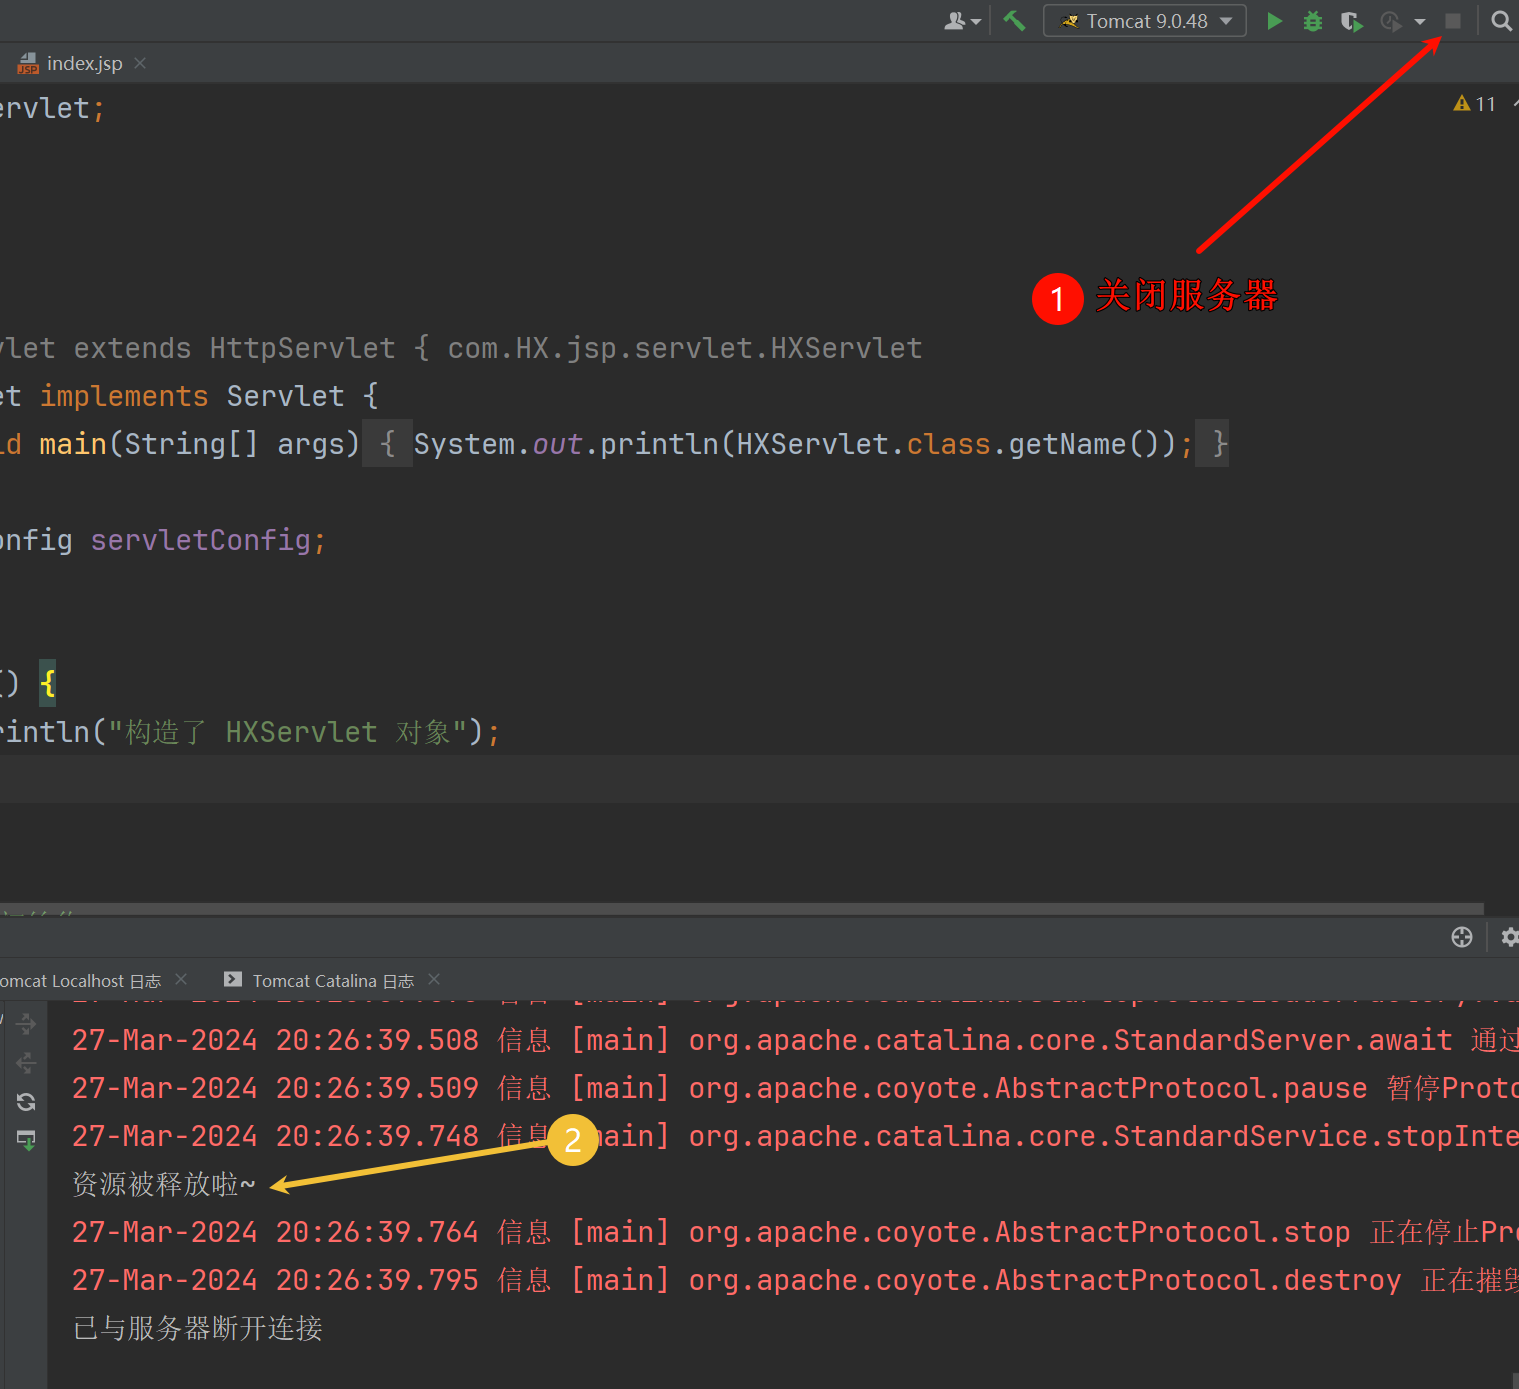 Tomcat 9.0.48
index.jsp
ervlet;
11
1 关闭服务器
vlet extends HttpServlet { com.HX.jsp.servlet.HXServlet
et implements Servlet {
id main(String[] args) { System.out.println(HXServlet.class.getName()); }
onfig servletConfig;
() {
rintln("构造了 HXServlet 对象");
omcat Localhost 日志
Tomcat Catalina 日志
27-Mar-2024 20:26:39.508 信息 [main] org.apache.catalina.core.StandardServer.await 通过
27-Mar-2024 20:26:39.509 信息 [main] org.apache.coyote.AbstractProtocol.pause 暂停Proto
27-Mar-2024 20:26:39.748 信息 main] org.apache.catalina.core.StandardService.stopInte
2
资源被释放啦~
27-Mar-2024 20:26:39.764 信息 [main] org.apache.coyote.AbstractProtocol.stop 正在停止Pro
27-Mar-2024 20:26:39.795 信息 [main] org.apache.coyote.AbstractProtocol.destroy 正在摧毁
已与服务器断开连接